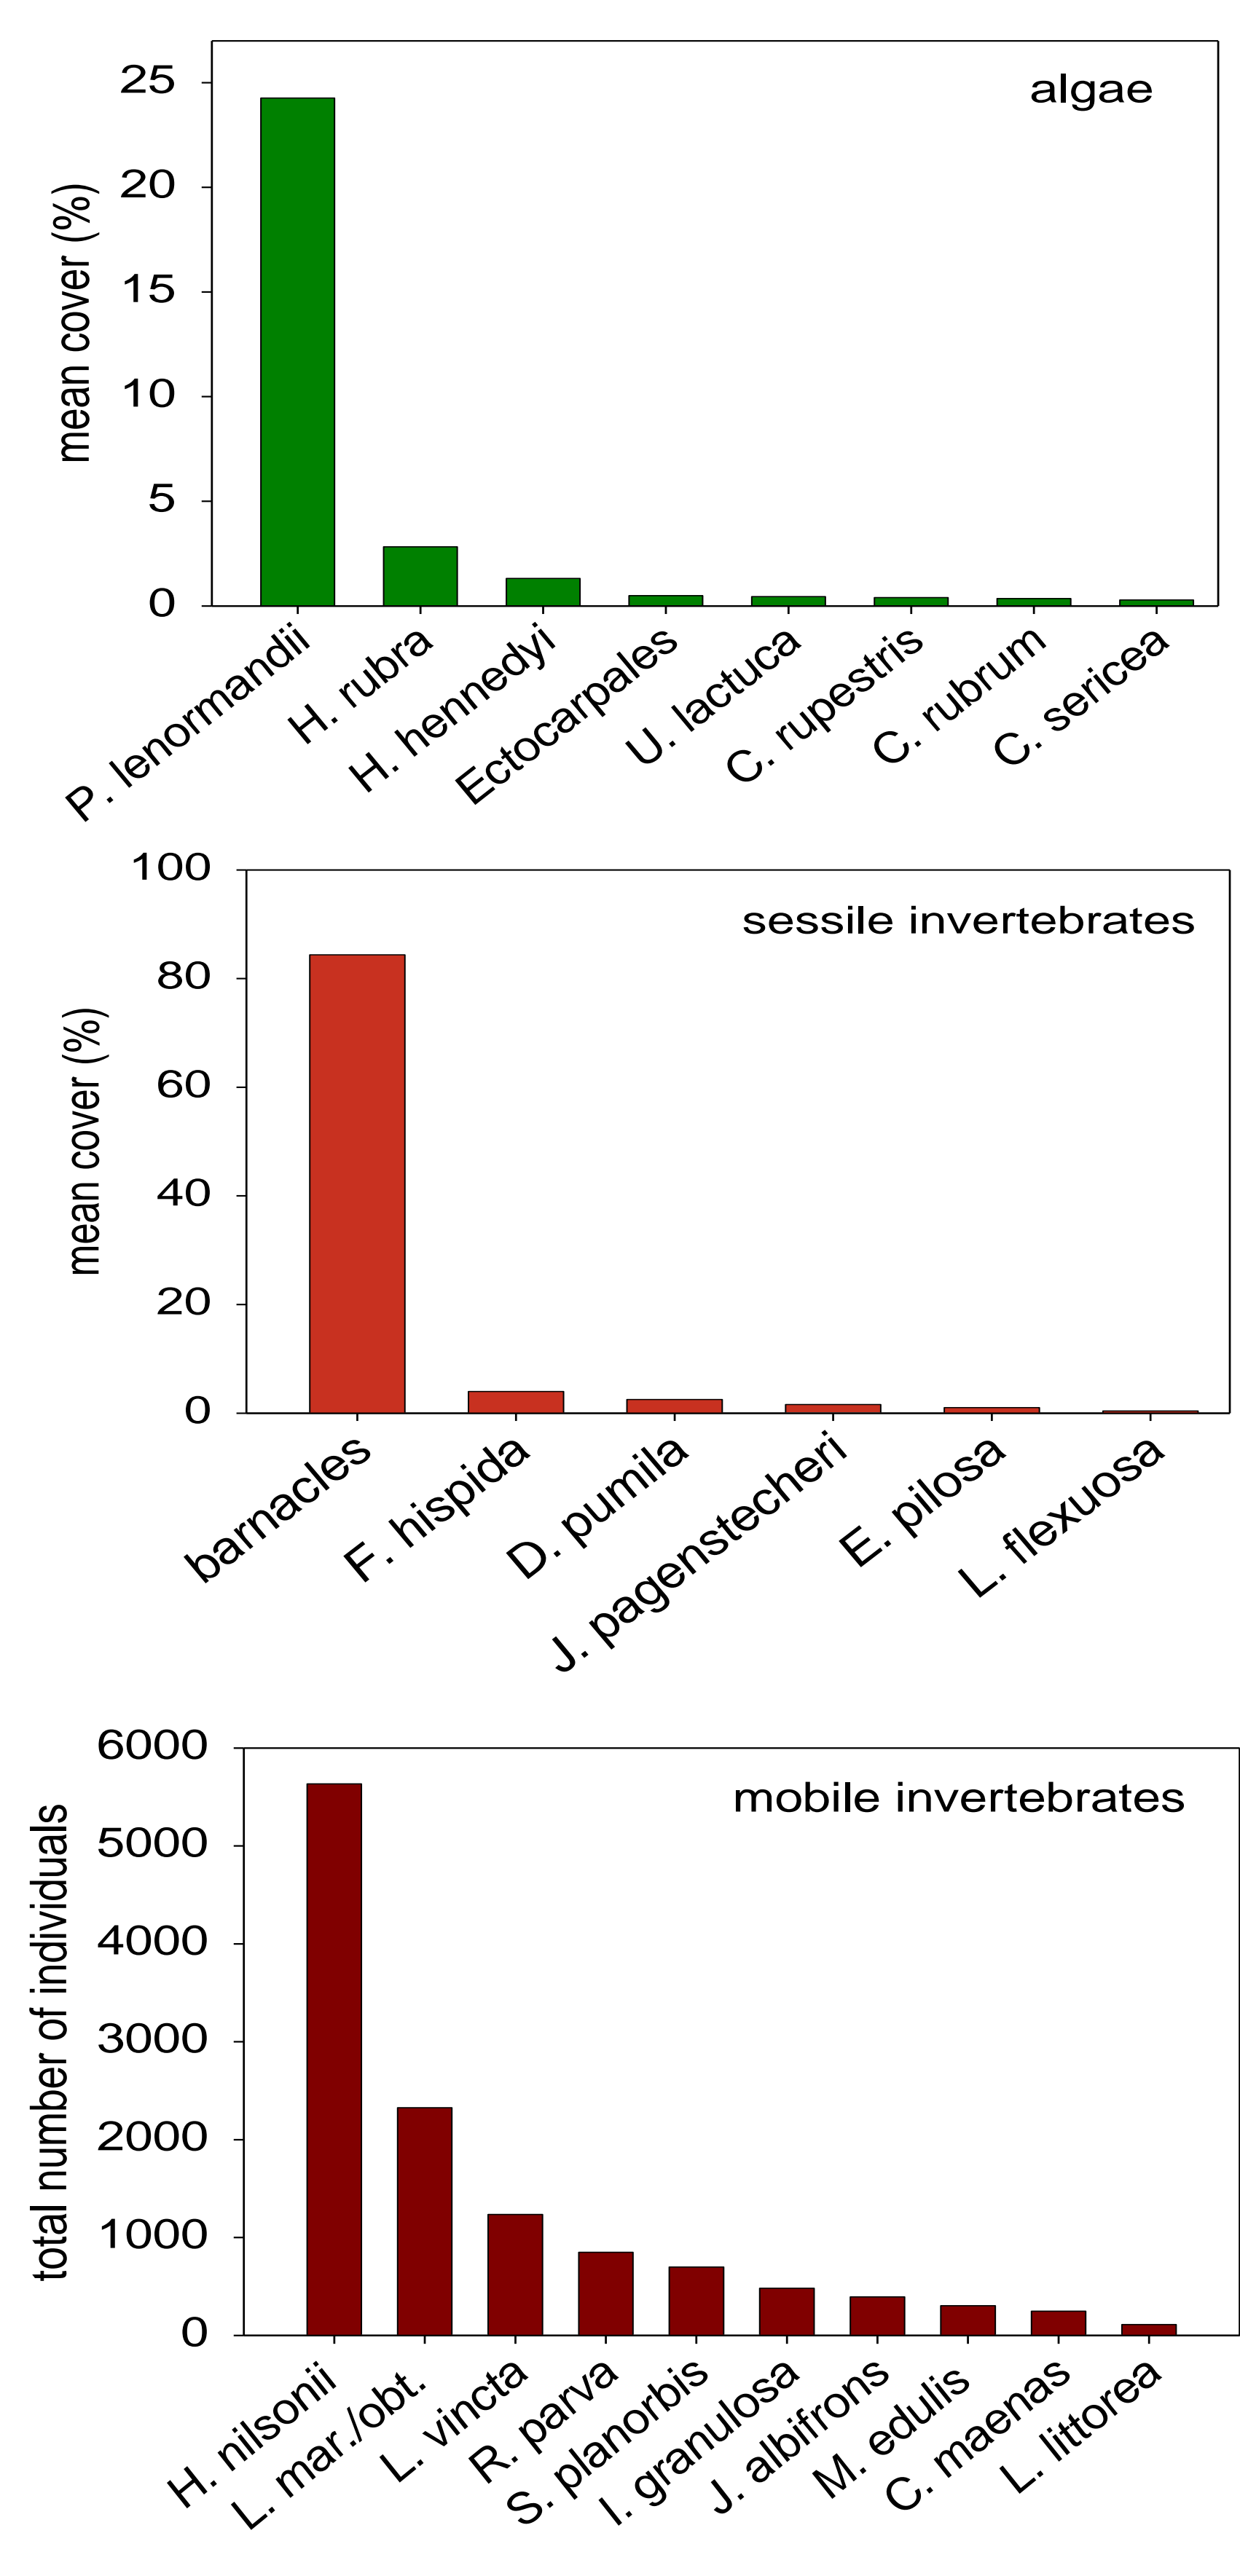 algae
mean cover (%)
25
20
15
10
5
0
P. lenormandii
H. rubra
H. hennedyi
Ectocarpales
U. lactuca
C. rupestris
C. rubrum
C. sericea
sessile invertebrates
mean cover (%)
100
80
60
40
20
0
barnacles
F. hispida
D. pumila
J. pagenstecheri
E. pilosa
L. flexuosa
mobile invertebrates
total number of individuals
6000
5000
4000
3000
2000
1000
0
H. nilsonii
L. mar./obt.
L. vincta
R. parva
S. planorbis
I. granulosa
J. albifrons
M. edulis
C. maenas
L. littorea